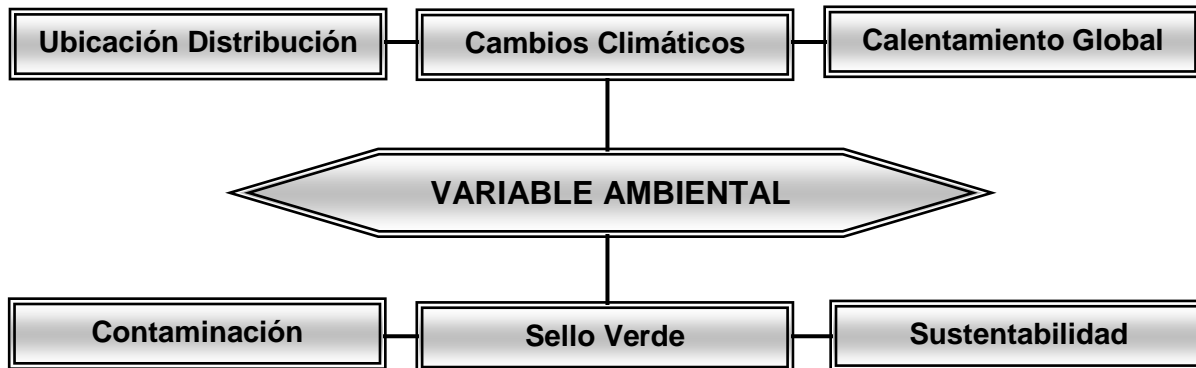 Ubicación Distribución
Cambios Climáticos
Calentamiento Global
VARIABLE AMBIENTAL
Contaminación
Sello Verde
Sustentabilidad